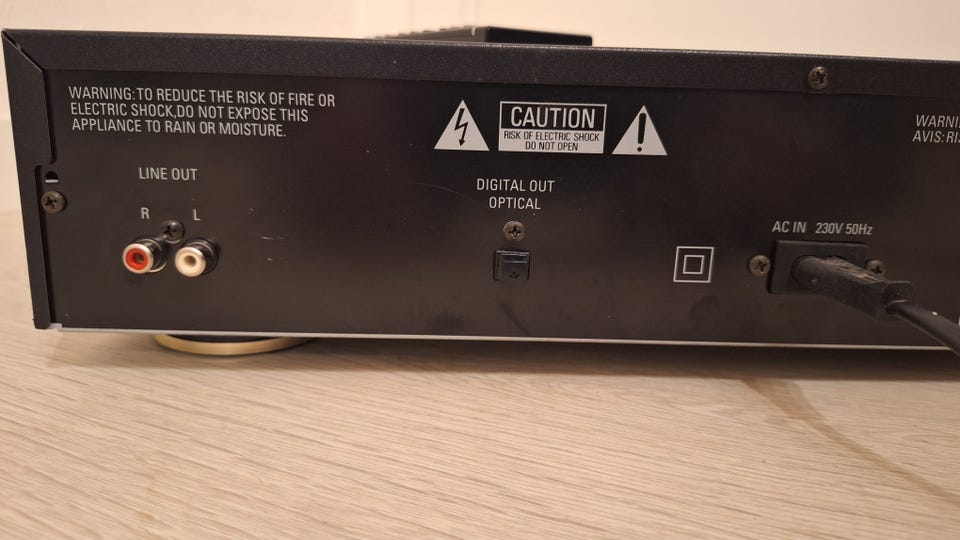 WARNING:TO REDUCE THE RISK OF FIRE OR
ELECTRIC SHOCK,DO NOT EXPOSE THIS
APPLIANCE TO RAIN OR MOISTURE.
CAUTION
RISK OF ELECTRIC SHOCK
DO NOT OPEN
LINE OUT
R L
DIGITAL OUT
OPTICAL
AC IN 230V 50Hz
AVIS: